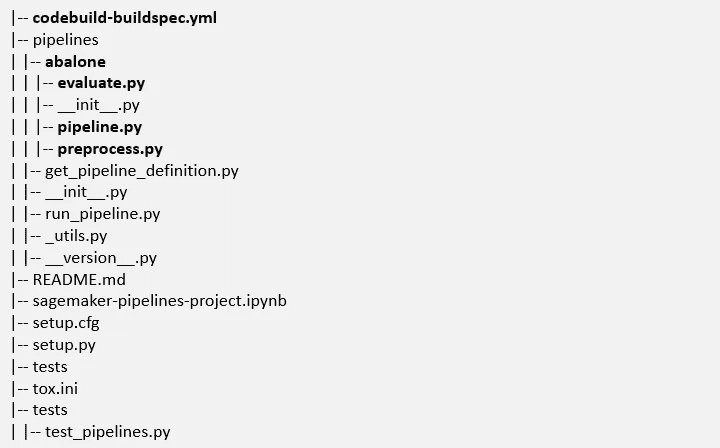 |-- codebuild-buildspec.yml
|-- pipelines
| |-- abalone
| | |-- evaluate.py
| | |-- __init__.py
| | |-- pipeline.py
| | |-- preprocess.py
| |-- get_pipeline_definition.py
| |-- __init__.py
| |-- run_pipeline.py
| |-- _utils.py
| |-- __version__.py
|-- README.md
|-- sagemaker-pipelines-project.ipynb
|-- setup.cfg
|-- setup.py
|-- tests
|-- tox.ini
|-- tests
| |-- test_pipelines.py